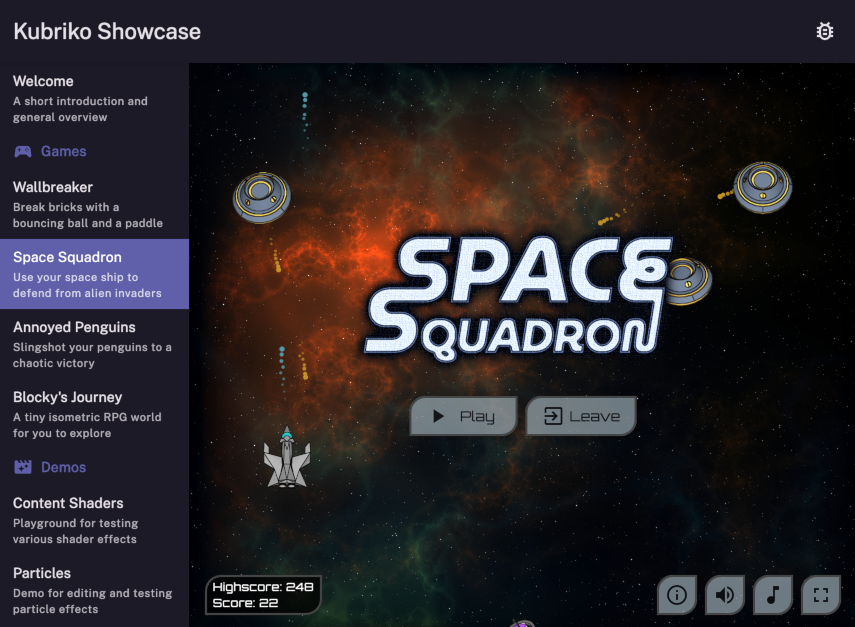 Kubriko Showcase
Welcome
A short introduction and
general overview
Games
Wallbreaker
Break bricks with a
bouncing ball and a paddle
Space Squadron
Use your space ship to
defend from alien invaders
Annoyed Penguins
Slingshot your penguins to a
chaotic victory
Blocky's Journey
A tiny isometric RPG world
for you to explore
Demos
Content Shaders
Playground for testing
various shader effects
Particles
Demo for editing and testing
particle effects
SPACE
SQUADRON
Play
Leave
Highscore: 248
Score: 22